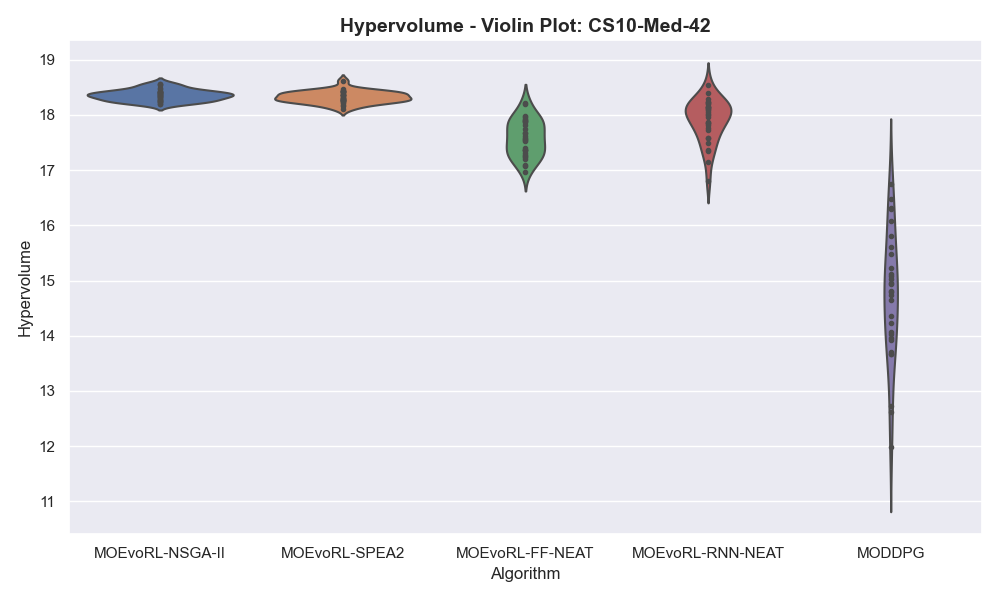 Hypervolume - Violin Plot: CS10-Med-42
19
18
17
16
15
14
13
12
11
Hypervolume
MOEvoRL-NSGA-II
MOEvoRL-SPEA2
MOEvoRL-FF-NEAT
MOEvoRL-RNN-NEAT
MODDPG
Algorithm